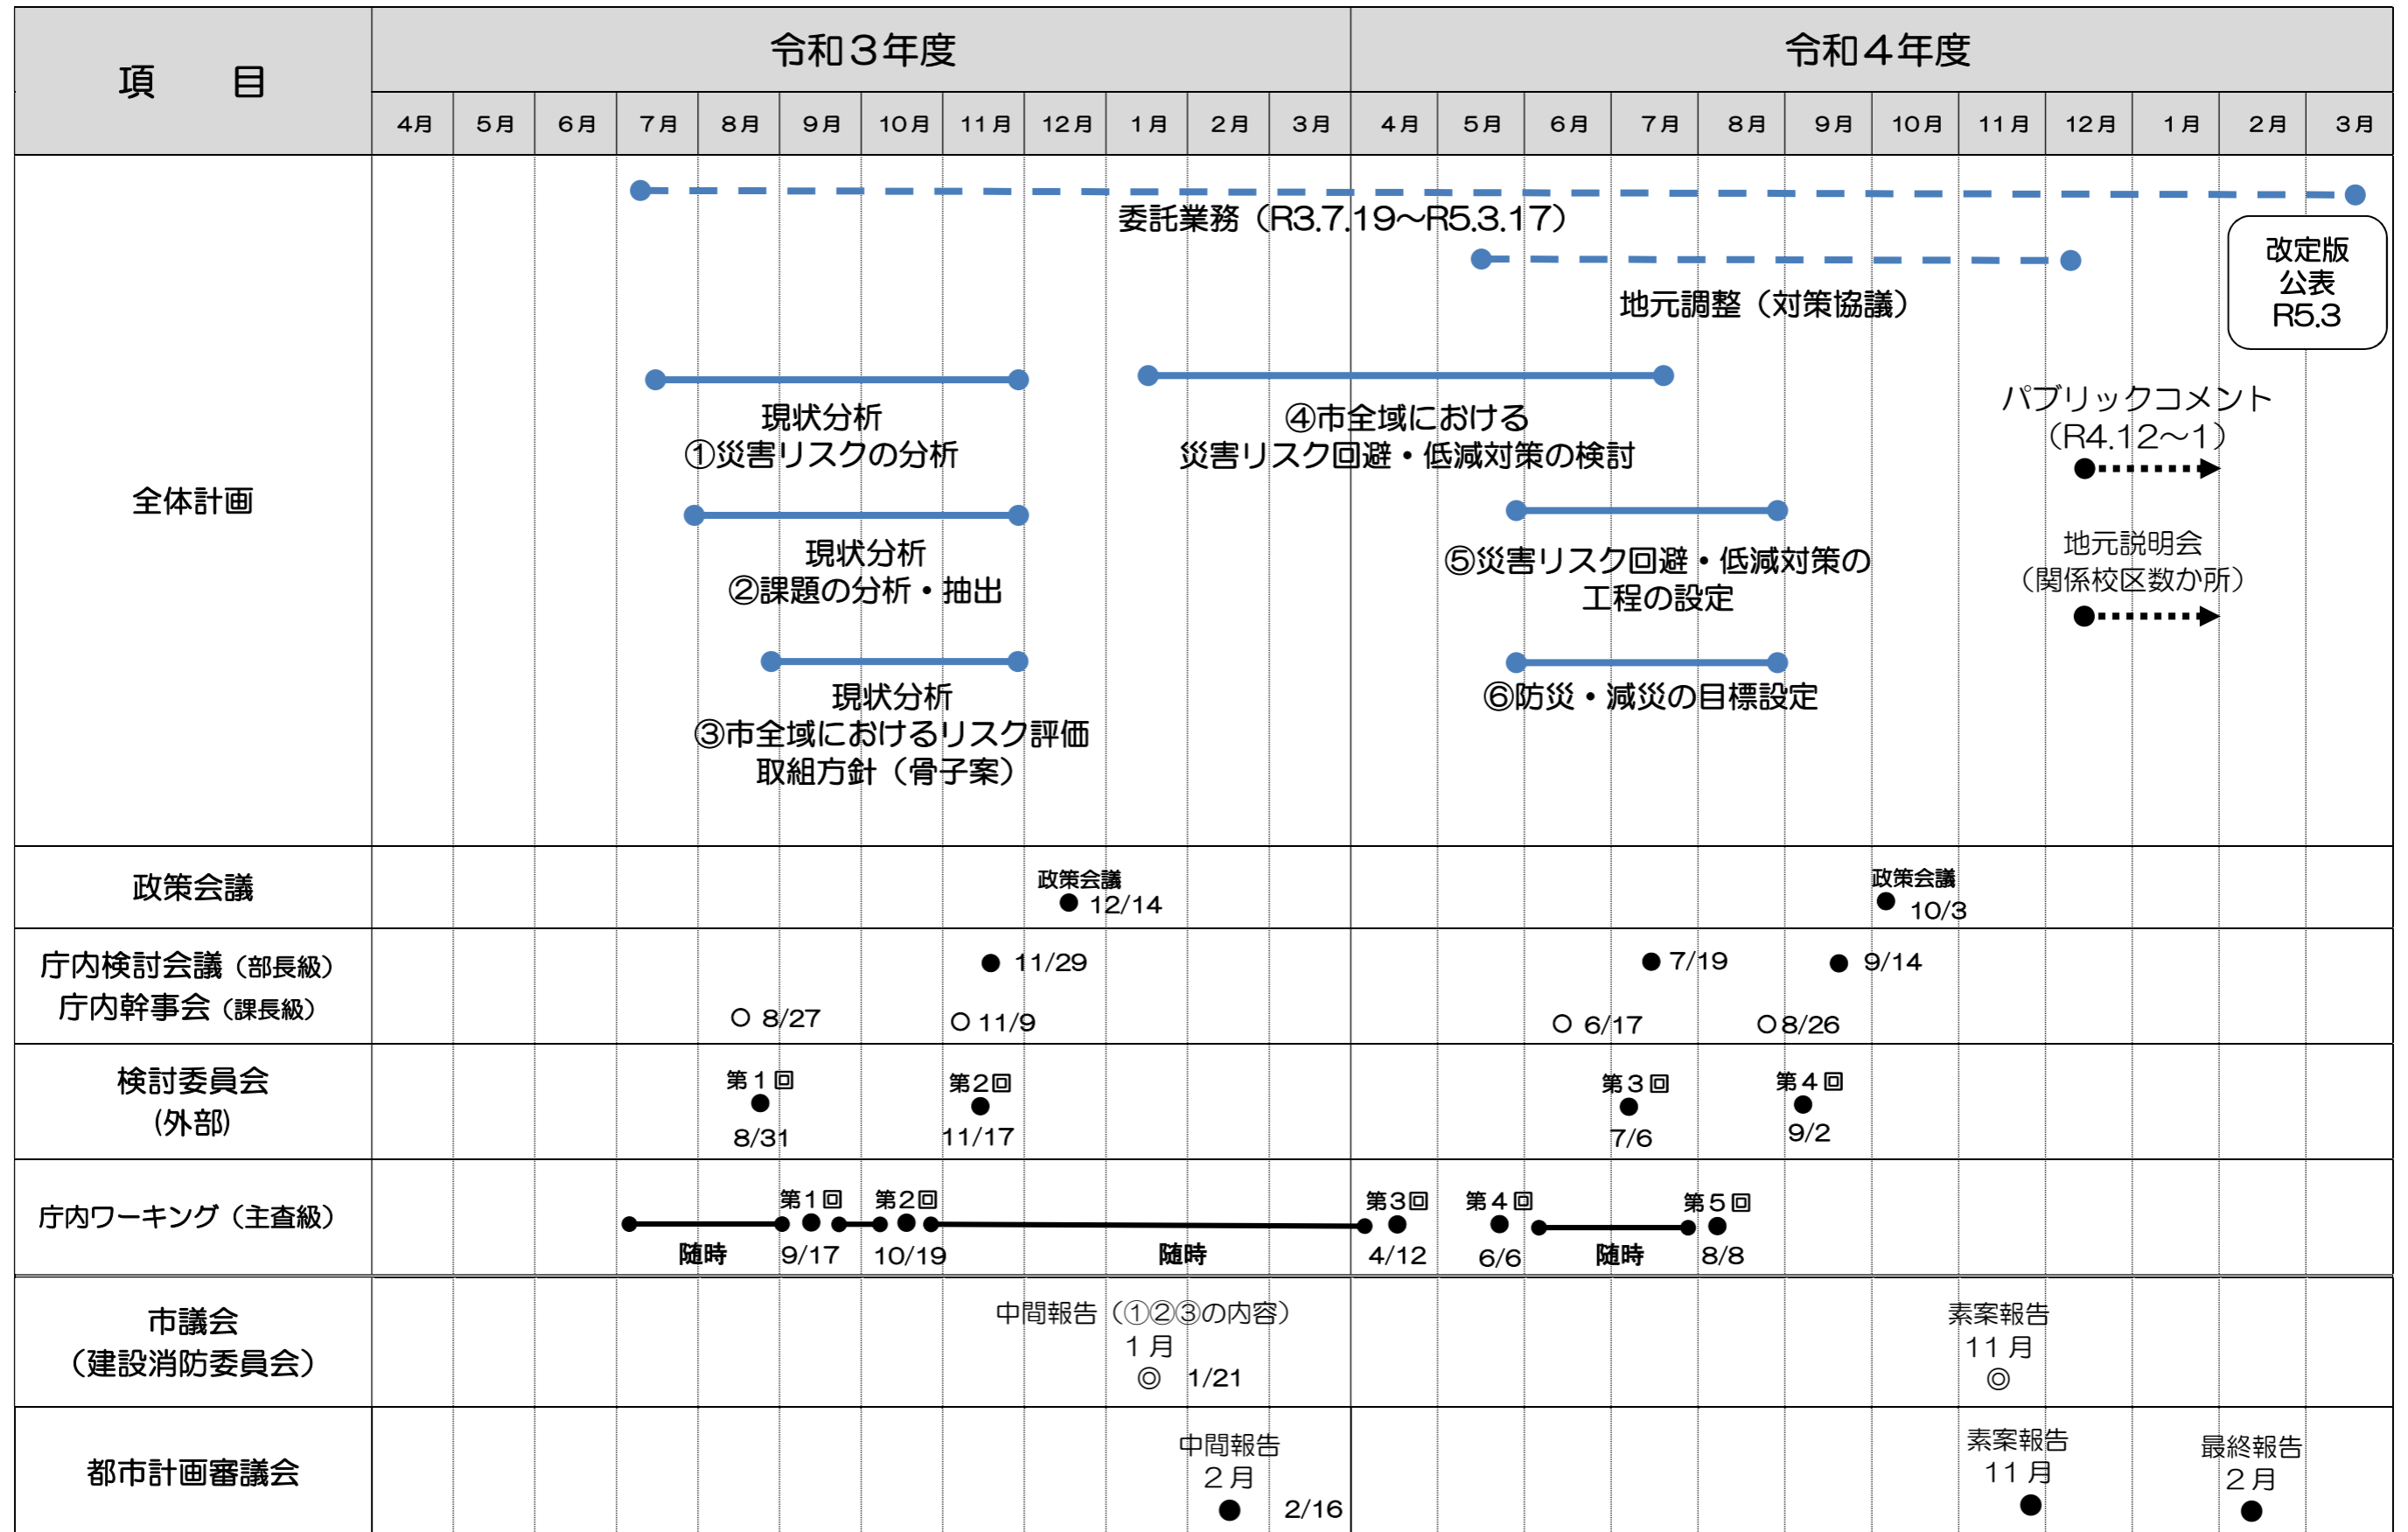 項　目
令和３年度
令和４年度
4月 5月 6月 7月 8月 9月 10月 11月 12月 1月 2月 3月 4月 5月 6月 7月 8月 9月 10月 11月 12月 1月 2月 3月
全体計画
委託業務（R3.7.19～R5.3.17）
地元調整（対策協議）
改定版
公表
R5.3
現状分析
①災害リスクの分析
④市全域における
災害リスク回避・低減対策の検討
パブリックコメント
（R4.12～1）
現状分析
②課題の分析・抽出
⑤災害リスク回避・低減対策の
工程の設定
地元説明会
（関係校区数か所）
現状分析
③市全域におけるリスク評価
取組方針（骨子案）
⑥防災・減災の目標設定
政策会議
政策会議
● 12/14
政策会議
● 10/3
庁内検討会議（部長級）
庁内幹事会（課長級）
● 11/29
● 7/19
● 9/14
○ 8/27
○ 11/9
○ 6/17
○8/26
検討委員会
(外部)
第１回
8/31
第2回
11/17
第３回
7/6
第４回
9/2
庁内ワーキング（主査級）
随時
第1回
9/17
第2回
10/19
随時
第3回
4/12
第４回
6/6
随時
第５回
8/8
市議会
（建設消防委員会）
中間報告（①②③の内容）
１月
◎ 1/21
素案報告
11月
◎
都市計画審議会
中間報告
２月
● 2/16
素案報告
11月
最終報告
２月